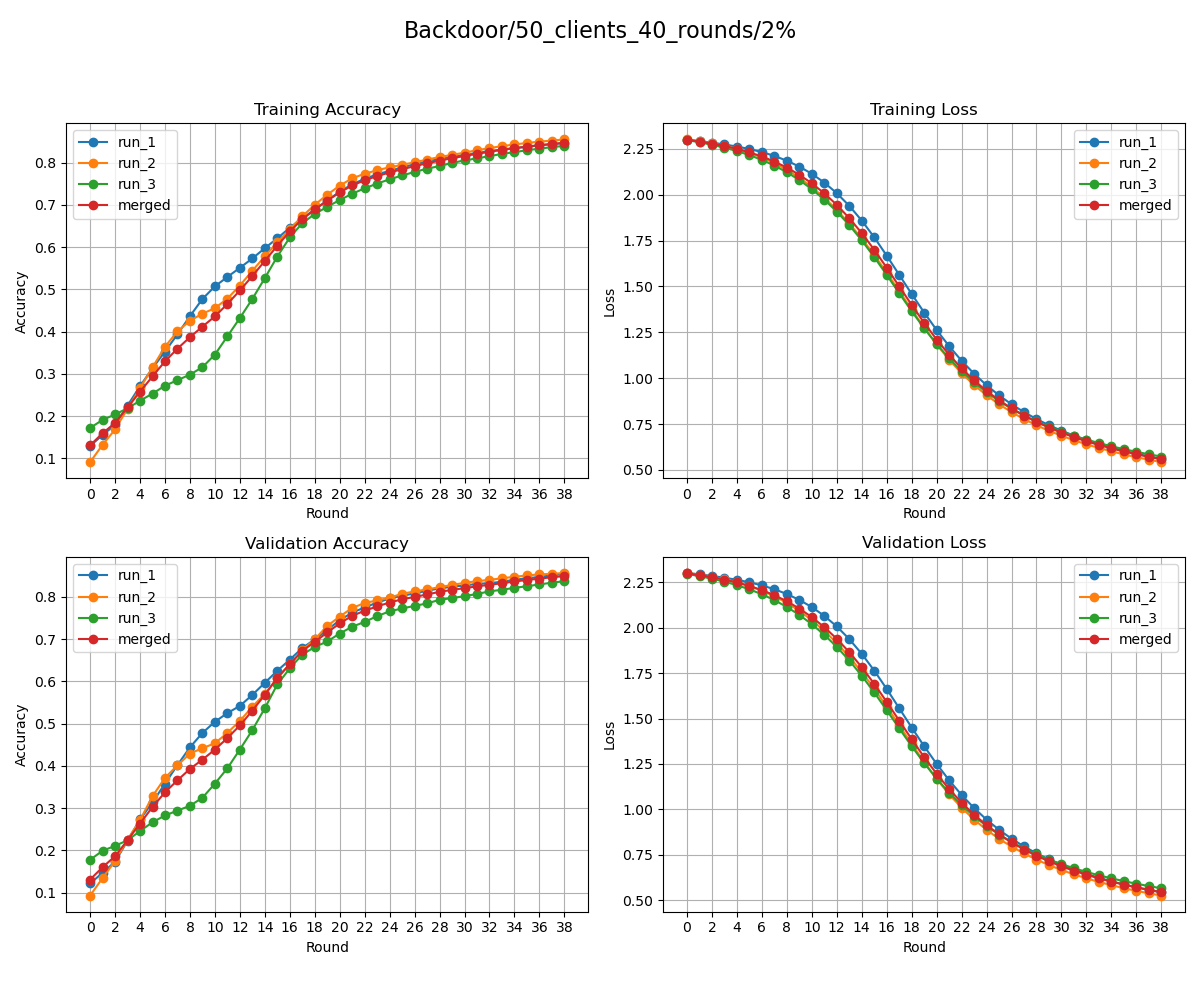 Backdoor/50_clients_40_rounds/2%
Training Accuracy
run_1
run_2
run_3
merged
Accuracy
0.8
0.7
0.6
0.5
0.4
0.3
0.2
0.1
0 2 4 6 8 10 12 14 16 18 20 22 24 26 28 30 32 34 36 38
Round
Training Loss
run_1
run_2
run_3
merged
Loss
2.25
2.00
1.75
1.50
1.25
1.00
0.75
0.50
0 2 4 6 8 10 12 14 16 18 20 22 24 26 28 30 32 34 36 38
Round
Validation Accuracy
run_1
run_2
run_3
merged
Accuracy
0.8
0.7
0.6
0.5
0.4
0.3
0.2
0.1
0 2 4 6 8 10 12 14 16 18 20 22 24 26 28 30 32 34 36 38
Round
Validation Loss
run_1
run_2
run_3
merged
Loss
2.25
2.00
1.75
1.50
1.25
1.00
0.75
0.50
0 2 4 6 8 10 12 14 16 18 20 22 24 26 28 30 32 34 36 38
Round